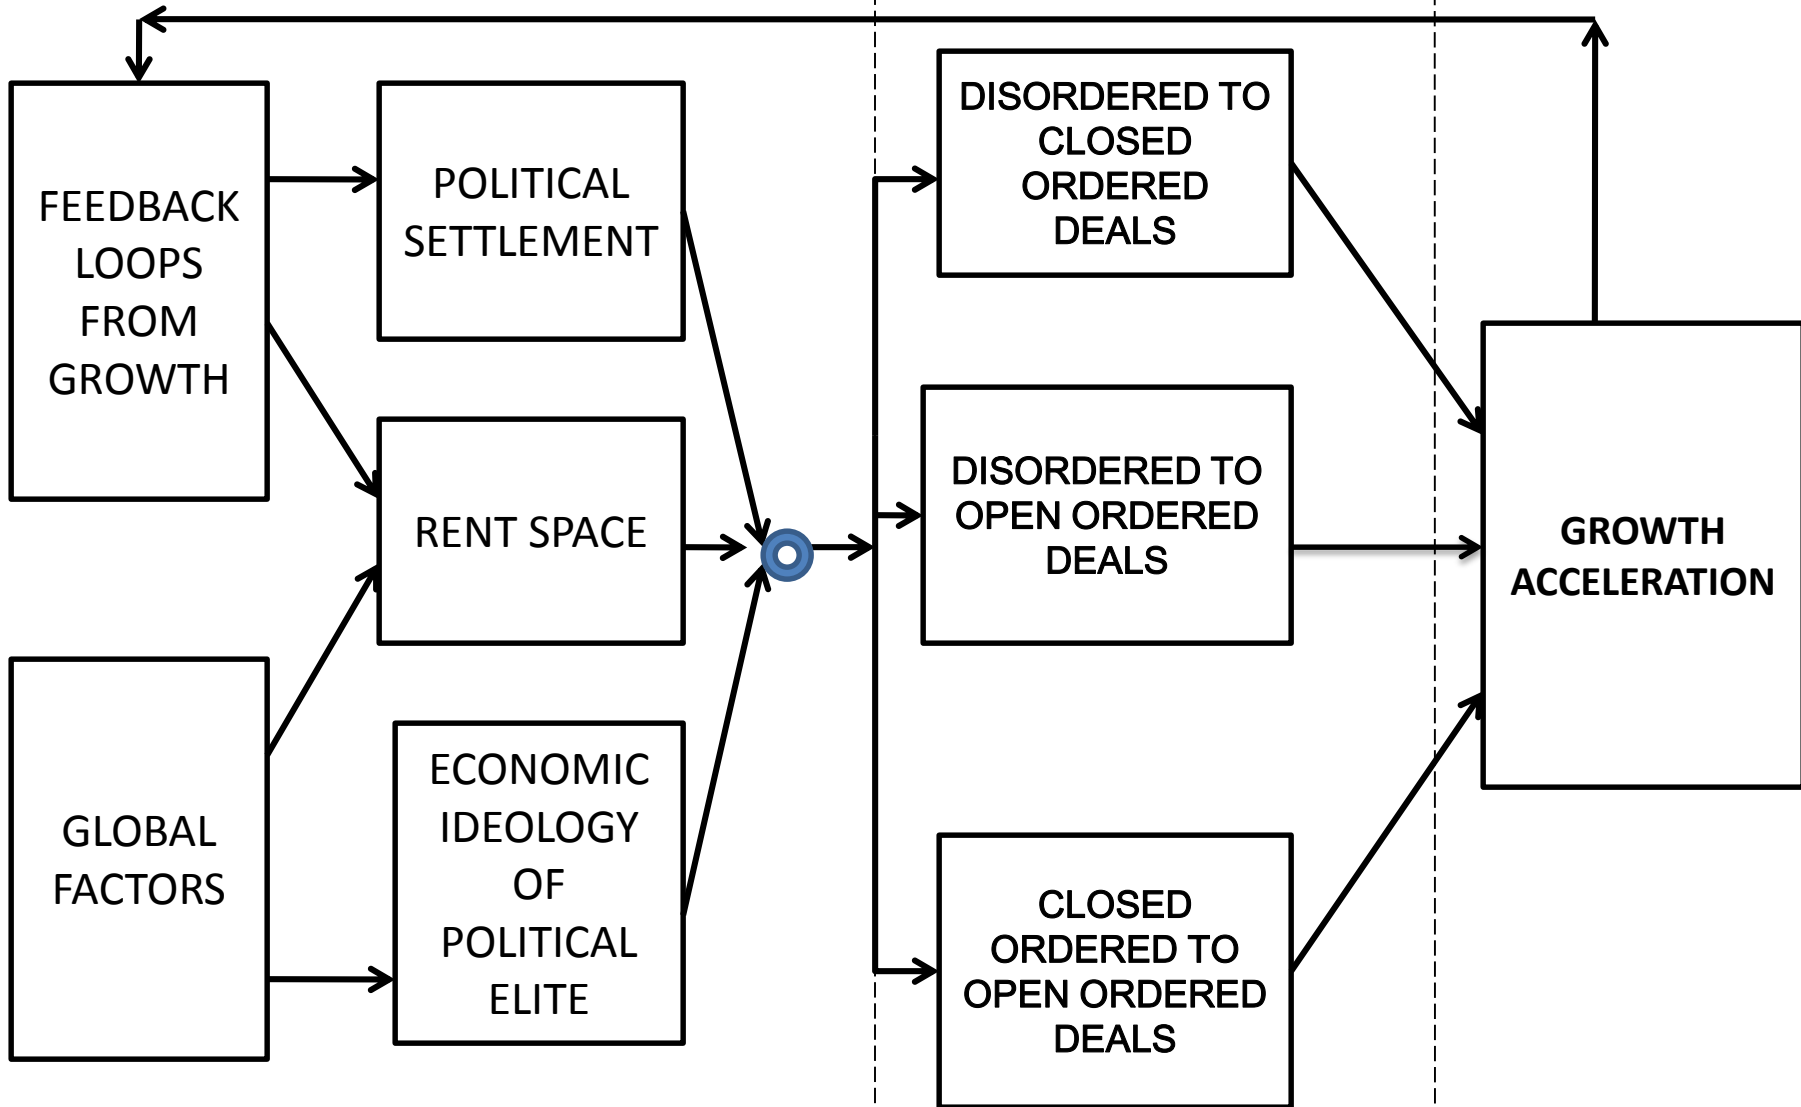 FEEDBACK
LOOPS
FROM
GROWTH
GLOBAL
FACTORS
POLITICAL
SETTLEMENT
RENT SPACE
ECONOMIC
IDEOLOGY
OF
POLITICAL
ELITE
DISORDERED TO
CLOSED
ORDERED
DEALS
DISORDERED TO
OPEN ORDERED
DEALS
CLOSED
ORDERED TO
OPEN ORDERED
DEALS
GROWTH
ACCELERATION